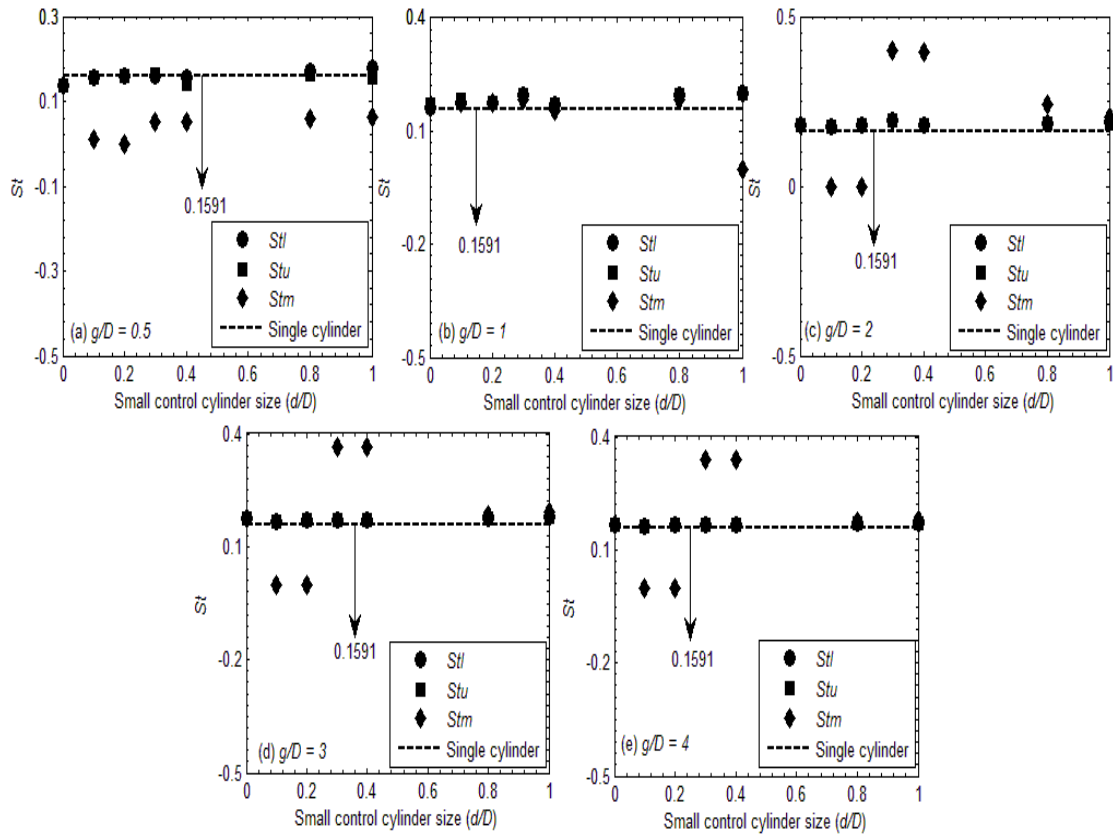 0.3
0.1
-0.1
-0.3
-0.5
St
0.1591
Stl
Stu
Stm
Single cylinder
(a) g/D = 0.5
0 0.2 0.4 0.6 0.8 1
Small control cylinder size (d/D)
0.4
0.1
-0.2
-0.5
St
0.1591
Stl
Stu
Stm
Single cylinder
(b) g/D = 1
0 0.2 0.4 0.6 0.8 1
Small control cylinder size (d/D)
0.5
0
-0.5
St
0.1591
Stl
Stu
Stm
Single cylinder
(c) g/D = 2
0 0.2 0.4 0.6 0.8 1
Small control cylinder size (d/D)
0.4
0.1
-0.2
-0.5
St
0.1591
Stl
Stu
Stm
Single cylinder
(d) g/D = 3
0 0.2 0.4 0.6 0.8 1
Small control cylinder size (d/D)
0.4
0.1
-0.2
-0.5
St
0.1591
Stl
Stu
Stm
Single cylinder
(e) g/D = 4
0 0.2 0.4 0.6 0.8 1
Small control cylinder size (d/D)